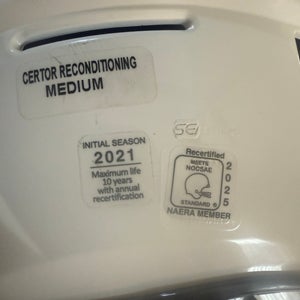 CERTOR RECONDITIONING
MEDIUM
SEI
INITIAL SEASON
2021
Maximum life
10 years
with annual
recertification
Recertified
MEETS
NOCSAE
STANDARD ®
2025
NAERA MEMBER